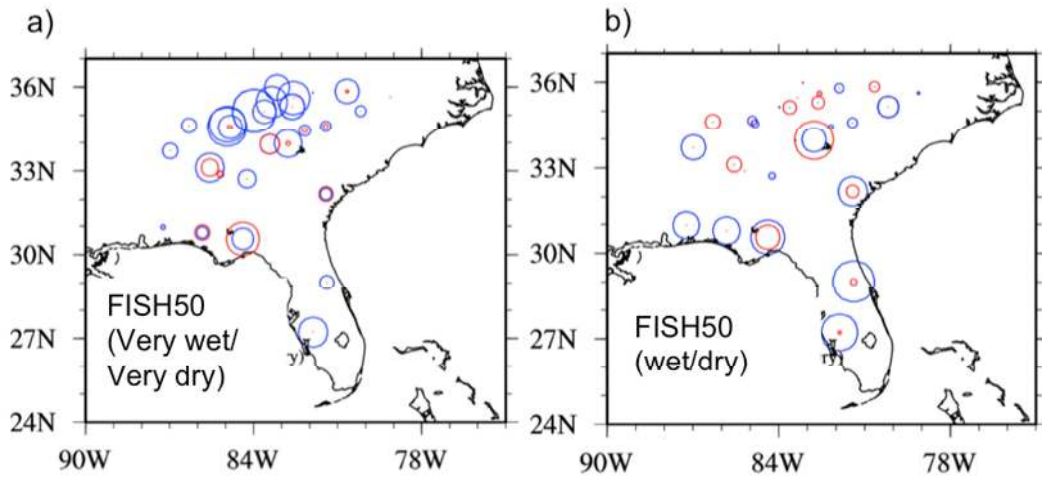 a)
b)
36N
33N
30N
27N
24N
90W
84W
78W
FISH50
(Very wet/
Very dry)
)
y)
36N
33N
30N
27N
24N
90W
84W
78W
FISH50
(wet/dry)
ry)